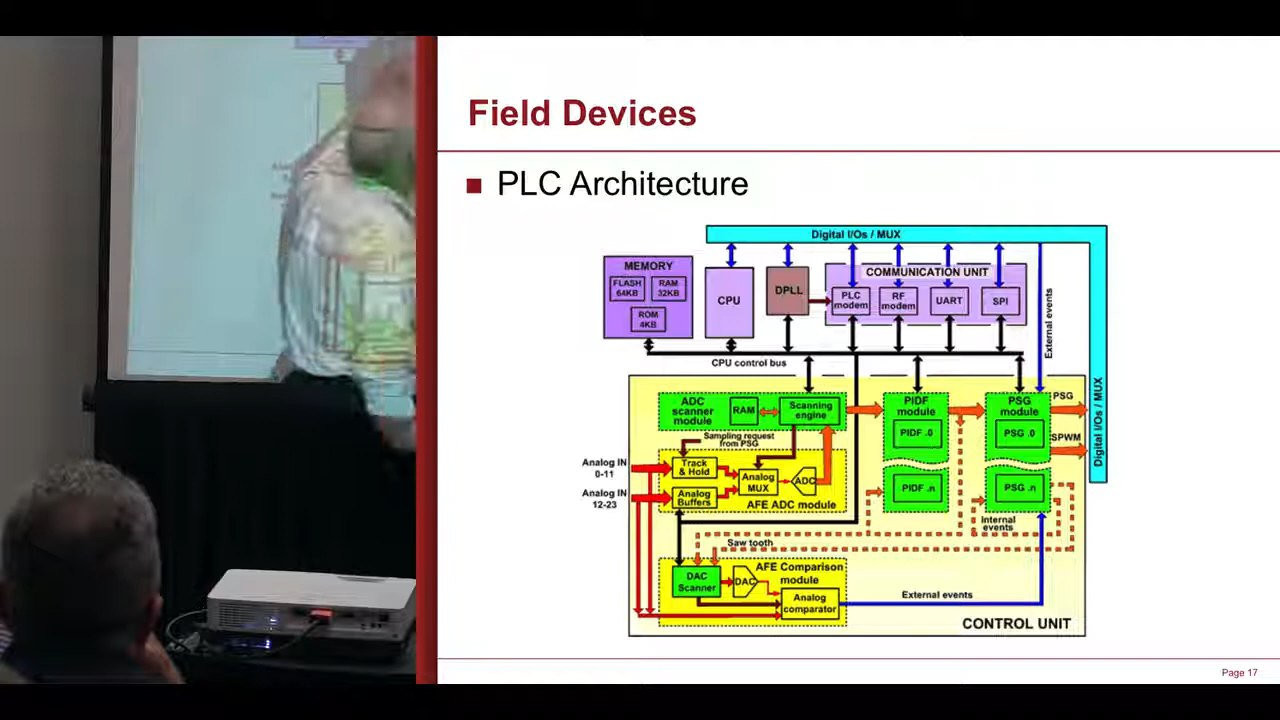 Field Devices
PLC Architecture
Digital I/Os / MUX
MEMORY
FLASH
64KB
RAM
32KB
ROM
4KB
CPU
DPLL
COMMUNICATION UNIT
PLC
modem
RF
modem
UART
SPI
External events
CPU control bus
ADC
scanner
module
RAM
Scanning
engine
PIDF
module
PIDF .0
PIDF .n
PSG
module
PSG .0
PSG .n
PSG
SPWM
Digital I/Os / MUX
Sampling request
from PSG
Analog IN
0-11
Analog IN
12-23
Track
& Hold
Analog
Buffers
Analog
MUX
ADC
AFE ADC module
Internal
events
Saw tooth
DAC
Scanner
DAC
AFE Comparison
module
Analog
comparator
External events
CONTROL UNIT
Page 17